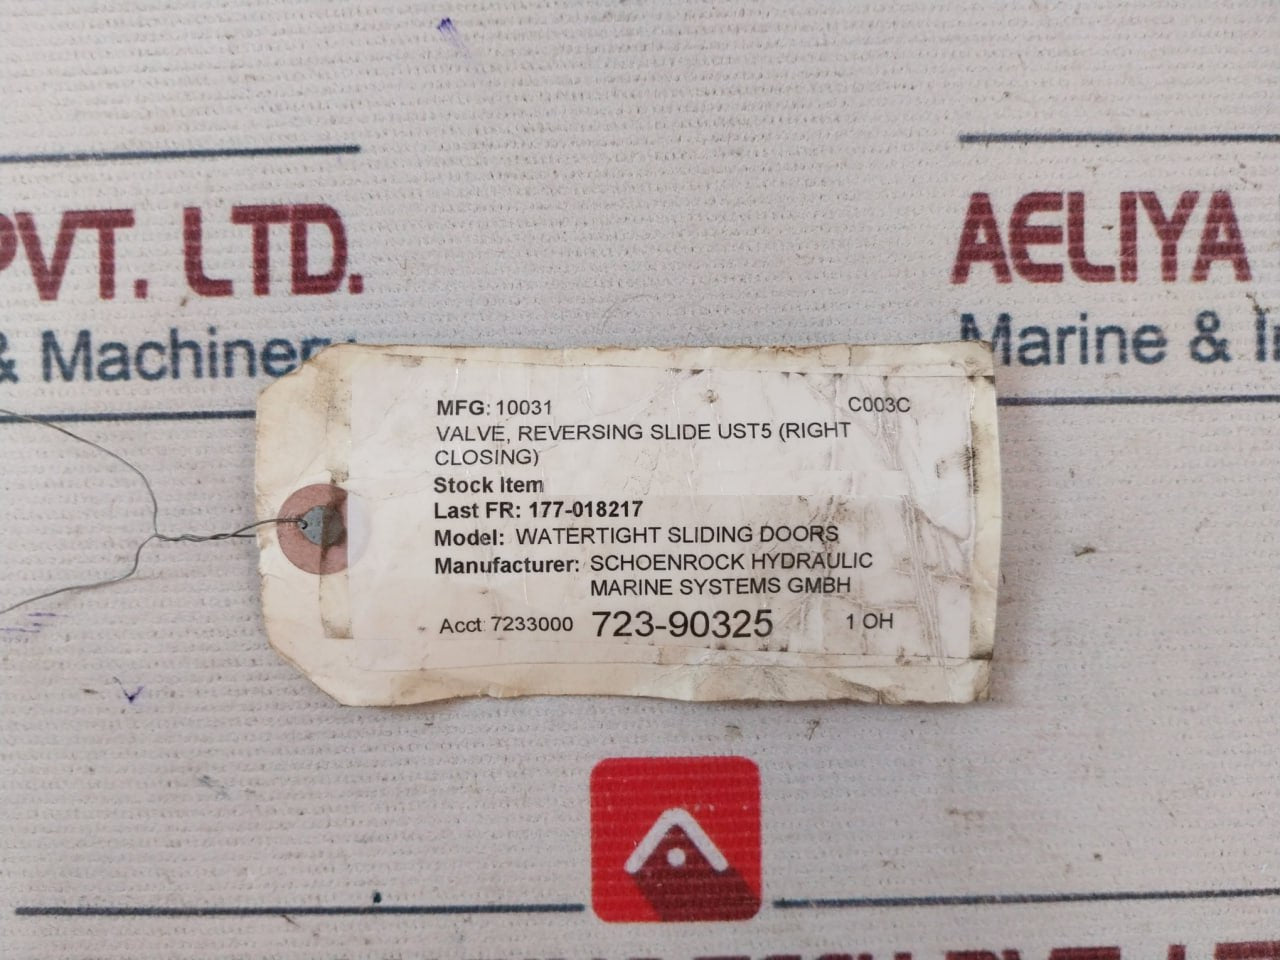 PVT. LTD.
AELIYA
& Machinery
Marine &
MFG: 10031 C003C
VALVE, REVERSING SLIDE UST5 (RIGHT
CLOSING)
Stock Item
Last FR: 177-018217
Model: WATERTIGHT SLIDING DOORS
Manufacturer: SCHOENROCK HYDRAULIC
MARINE SYSTEMS GMBH
Acct: 7233000 723-90325 1 OH